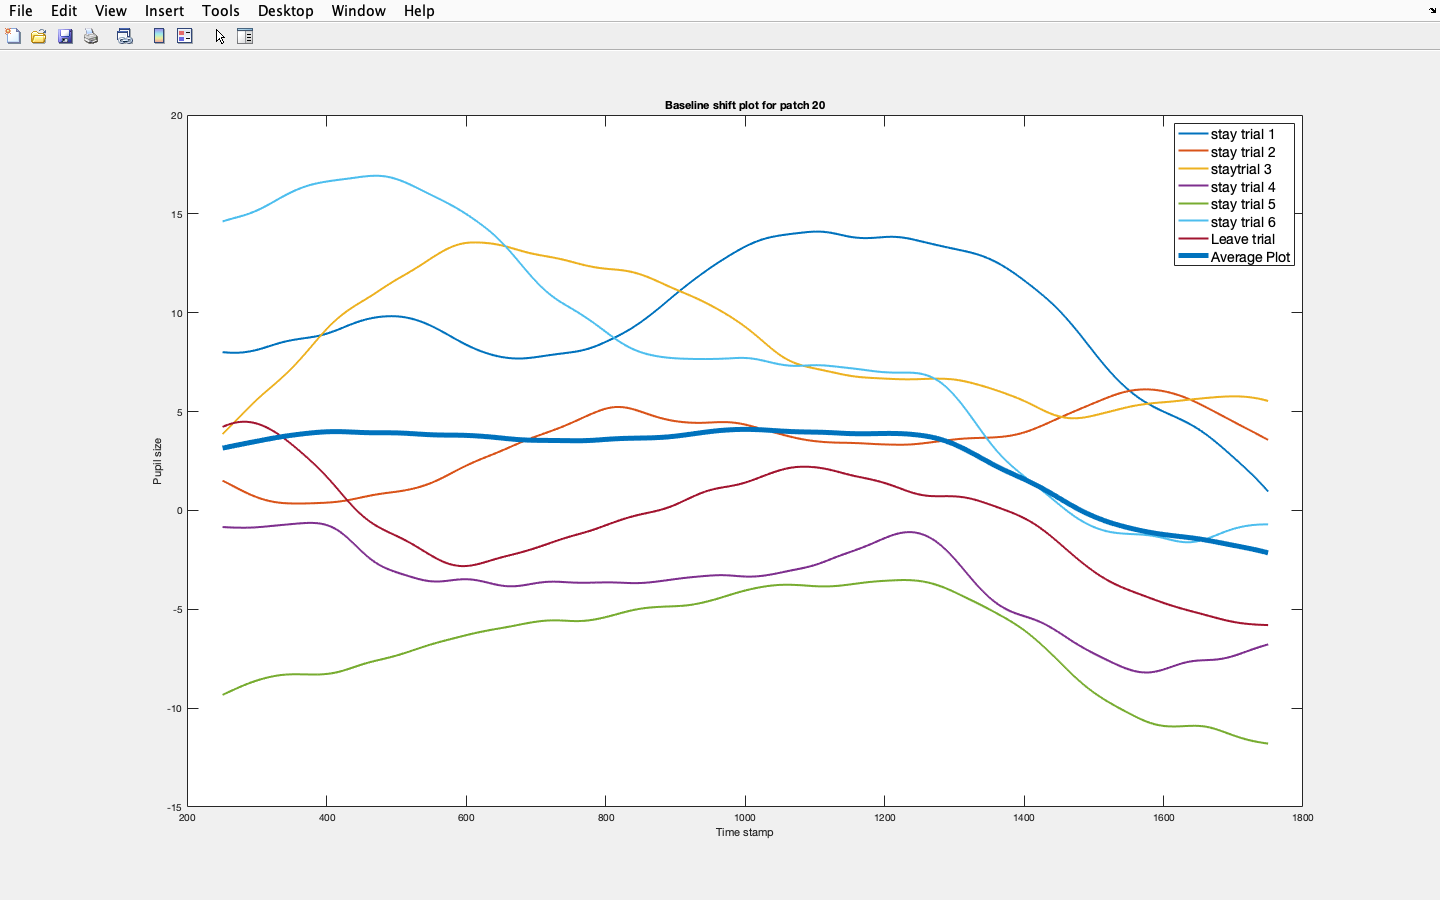 File Edit View Insert Tools Desktop Window Help
Baseline shift plot for patch 20
20
15
10
5
0
-5
-10
-15
Pupil size
200 400 600 800 1000 1200 1400 1600 1800
Time stamp
stay trial 1
stay trial 2
staytrial 3
stay trial 4
stay trial 5
stay trial 6
Leave trial
Average Plot